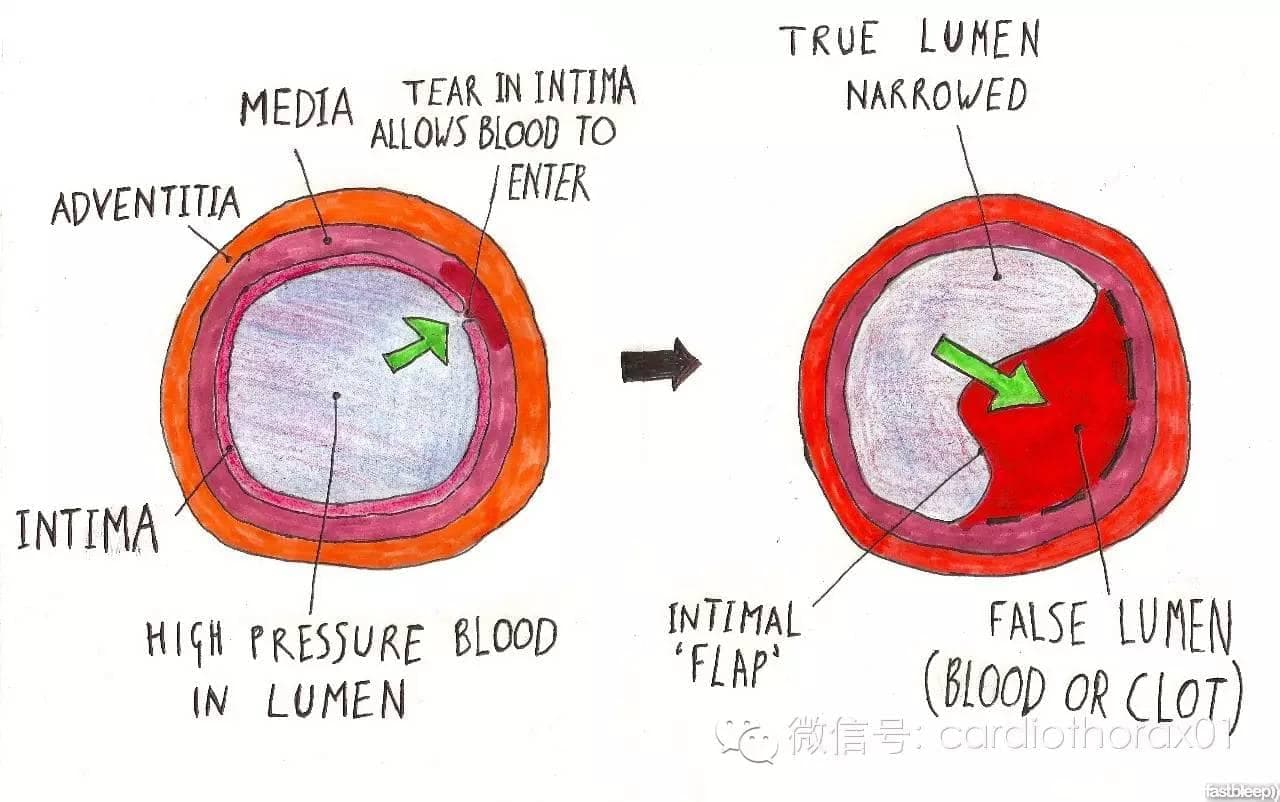 TRUE LUMEN
NARROWED
MEDIA
TEAR IN INTIMA
ALLOWS BLOOD TO
ENTER
ADVENTITIA
INTIMA
HIGH PRESSURE BLOOD
IN LUMEN
INTIMAL
'FLAP'
FALSE LUMEN
(BLOOD OR CLOT)
微信号: cardiothorax01
fastbleep))